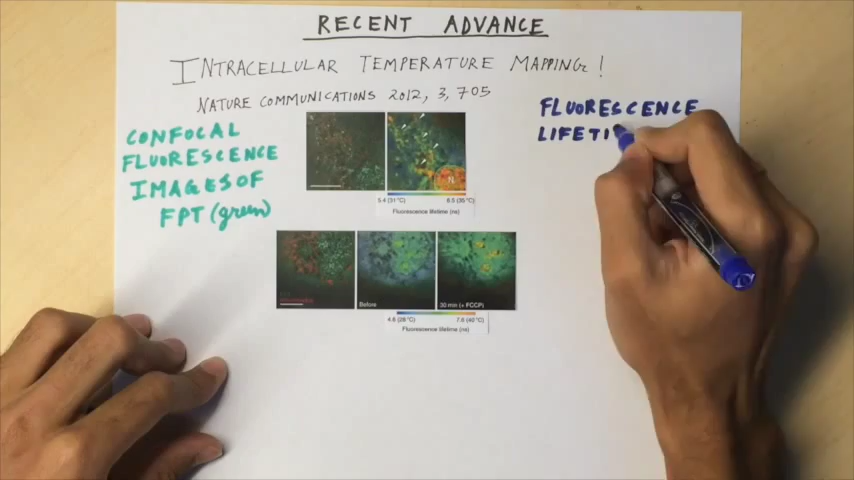 RECENT ADVANCE
INTRACELLULAR TEMPERATURE MAPPING!
NATURE COMMUNICATIONS 2012, 3, 705
CONFOCAL
FLUORESCENCE
IMAGES OF
FPT (green)
FLUORESCENCE
LIFETI
N
5.4 (31 °C) 6.5 (35 °C)
Fluorescence lifetime (ns)
Before
30 min (+ FCCP)
4.6 (28 °C) 7.6 (40 °C)
Fluorescence lifetime (ns)